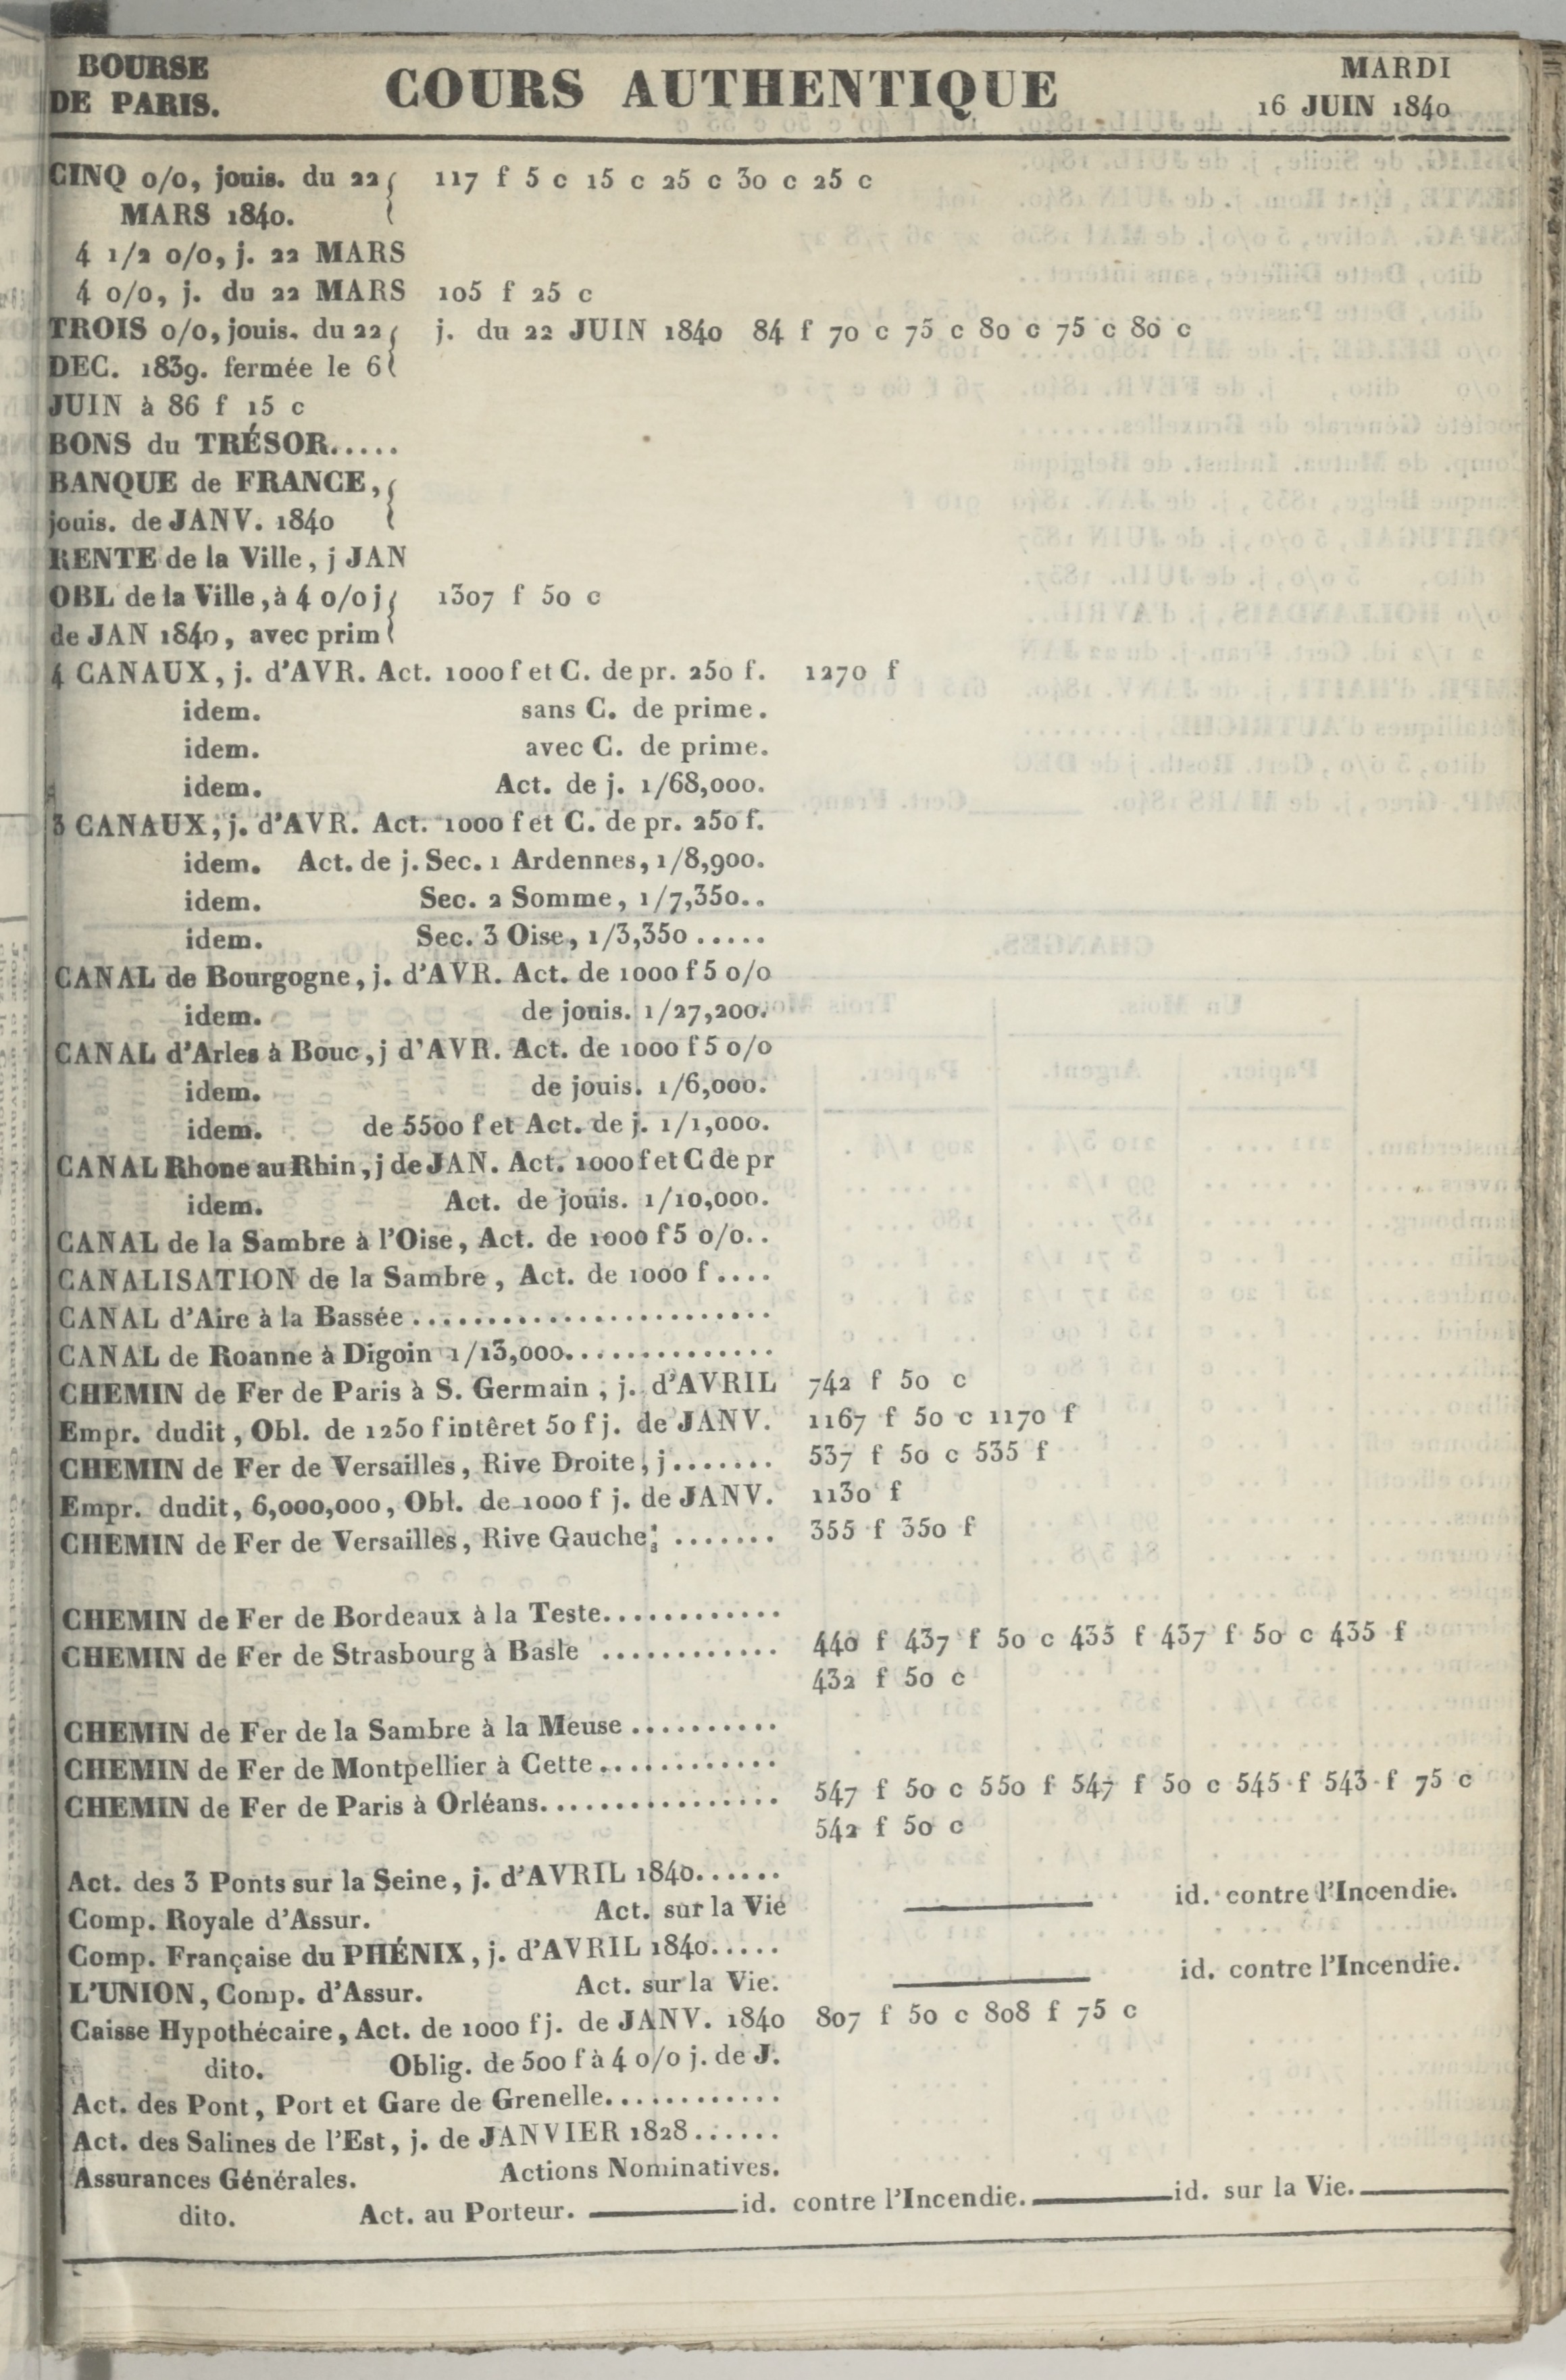 BOURSE DE PARIS.
COURS AUTHENTIQUE
MARDI 16 JUIN 1840
CINQ o/o, jouis. du 22 117 f 5 c 15 c 25 c 30 c 25 c
MARS 1840.
4 1/2 o/o, j. 22 MARS
4 o/o, j. du 22 MARS 105 f 25 c
TROIS o/o, jouis. du 22 j. du 22 JUIN 1840 84 f 70 c 75 c 80 c 75 c 80 c
DEC. 1839. fermée le 6
JUIN à 86 f 15 c
BONS du TRÉSOR.....
BANQUE de FRANCE,
jouis. de JANV. 1840
RENTE de la Ville, j JAN
OBL de la Ville, à 4 o/o j 1307 f 50 c
de JAN 1840, avec prim
4 CANAUX, j. d'AVR. Act. 1000 f et C. de pr. 250 f. 1270 f
idem. sans C. de prime.
idem. avec C. de prime.
idem. Act. de j. 1/68,000.
3 CANAUX, j. d'AVR. Act. 1000 f et C. de pr. 250 f.
idem. Act. de j. Sec. 1 Ardennes, 1/8,900.
idem. Sec. 2 Somme, 1/7,350..
idem. Sec. 3 Oise, 1/3,350.....
CANAL de Bourgogne, j. d'AVR. Act. de 1000 f 5 o/o
idem. de jouis. 1/27,200.
CANAL d'Arles à Bouc, j d'AVR. Act. de 1000 f 5 o/o
idem. de jouis. 1/6,000.
idem. de 5500 f et Act. de j. 1/1,000.
CANAL Rhone au Rhin, j de JAN. Act. 1000 f et C de pr
idem. Act. de jouis. 1/10,000.
CANAL de la Sambre à l'Oise, Act. de 1000 f 5 o/o..
CANALISATION de la Sambre, Act. de 1000 f....
CANAL d'Aire à la Bassée........................
CANAL de Roanne à Digoin 1/13,000..............
CHEMIN de Fer de Paris à S. Germain, j. d'AVRIL 742 f 50 c
Empr. dudit, Obl. de 1250 f intêret 50 f j. de JANV. 1167 f 50 c 1170 f
CHEMIN de Fer de Versailles, Rive Droite, j....... 537 f 50 c 535 f
Empr. dudit, 6,000,000, Obl. de 1000 f j. de JANV. 1130 f
CHEMIN de Fer de Versailles, Rive Gauche; ....... 355 f 350 f
CHEMIN de Fer de Bordeaux à la Teste............
CHEMIN de Fer de Strasbourg à Basle ............ 440 f 437 f 50 c 435 f 437 f 50 c 435 f
432 f 50 c
CHEMIN de Fer de la Sambre à la Meuse..........
CHEMIN de Fer de Montpellier à Cette............
CHEMIN de Fer de Paris à Orléans................ 547 f 50 c 550 f 547 f 50 c 545 f 543 f 75 c
542 f 50 c
Act. des 3 Ponts sur la Seine, j. d'AVRIL 1840......
Comp. Royale d'Assur. Act. sur la Vie id. contre l'Incendie.
Comp. Française du PHÉNIX, j. d'AVRIL 1840.....
L'UNION, Comp. d'Assur. Act. sur la Vie. id. contre l'Incendie.
Caisse Hypothécaire, Act. de 1000 f j. de JANV. 1840 807 f 50 c 808 f 75 c
dito. Oblig. de 500 f à 4 o/o j. de J.
Act. des Pont, Port et Gare de Grenelle............
Act. des Salines de l'Est, j. de JANVIER 1828......
Assurances Générales. Actions Nominatives.
dito. Act. au Porteur. id. contre l'Incendie. id. sur la Vie.